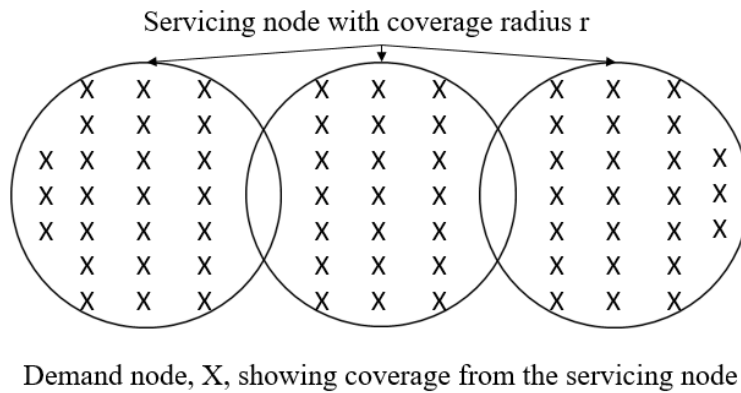 Servicing node with coverage radius r
X X X X X X X X X
X X X X X X X X X
X X X X X X X X X X X
X X X X X X X X X X X
X X X X X X X X X X X
X X X X X X X X X
X X X X X X X X X
Demand node, X, showing coverage from the servicing node